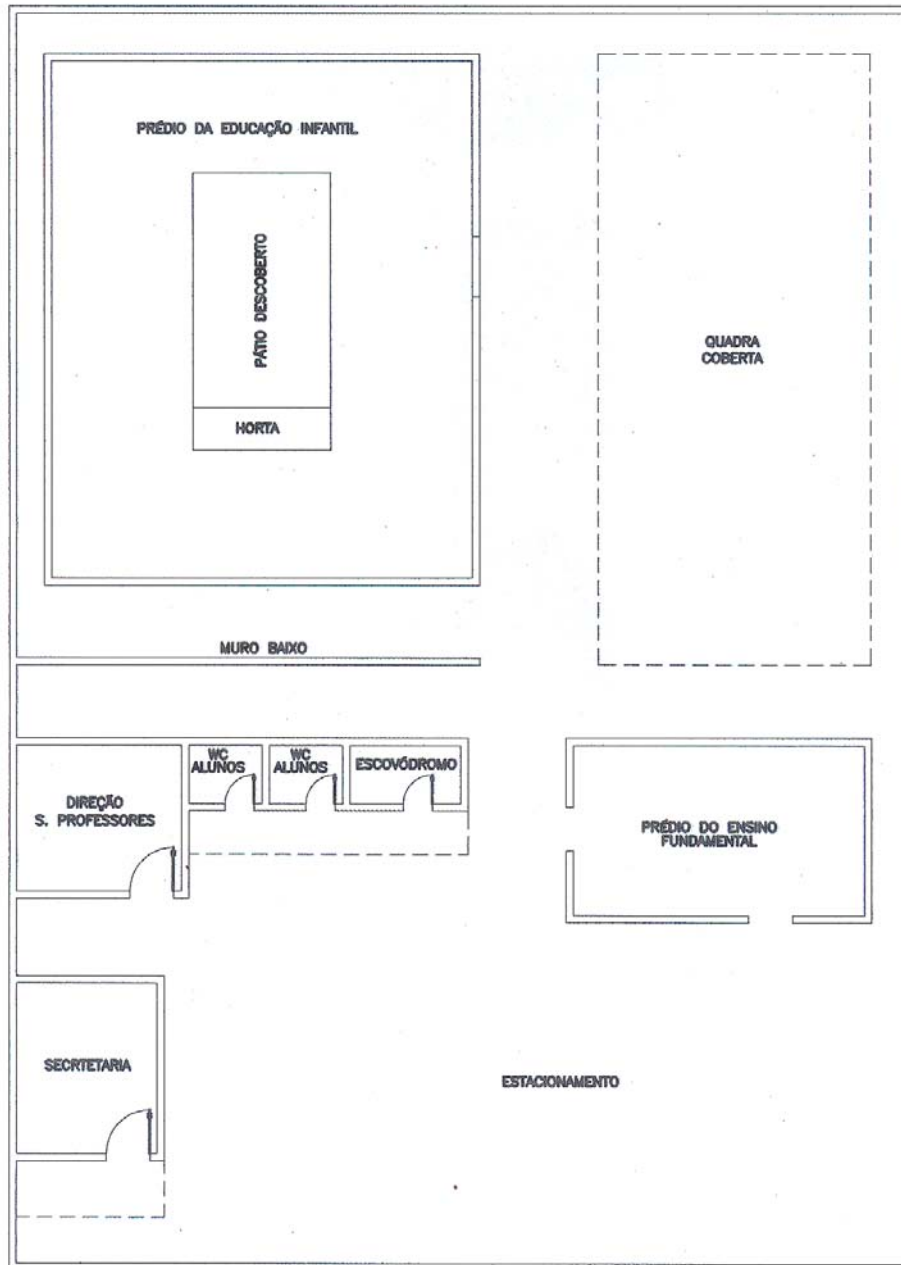 PRÉDIO DA EDUCAÇÃO INFANTIL
PÁTIO DESCOBERTO
HORTA
QUADRA
COBERTA
MURO BAIXO
DIREÇÃO
S. PROFESSORES
WC
ALUNOS
WC
ALUNOS
ESCOVÓDROMO
PRÉDIO DO ENSINO
FUNDAMENTAL
SECRTETARIA
ESTACIONAMENTO